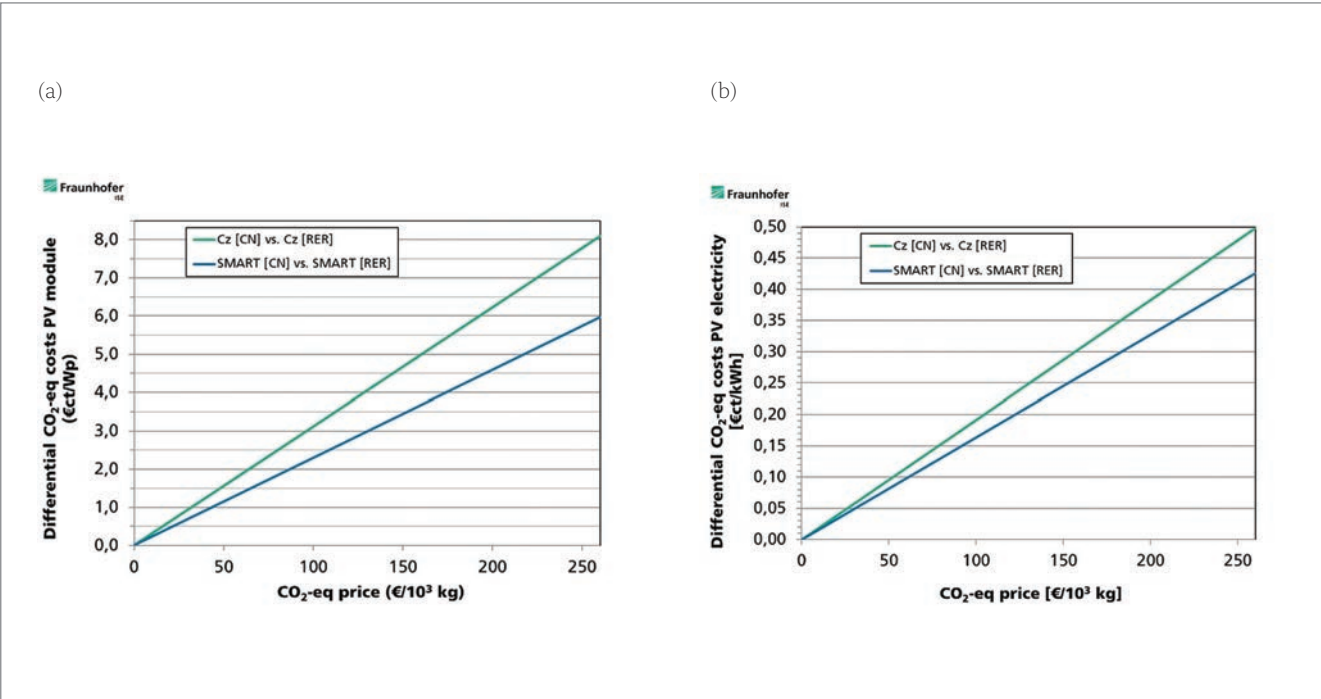 (a)
Fraunhofer
ISE
Differential CO₂-eq costs PV module
(€ct/Wp)
8,0
7,0
6,0
5,0
4,0
3,0
2,0
1,0
0,0
Cz [CN] vs. Cz [RER]
SMART [CN] vs. SMART [RER]
0 50 100 150 200 250
CO₂-eq price (€/10³ kg)
(b)
Fraunhofer
ISE
Differential CO₂-eq costs PV electricity
[€ct/kWh]
0,50
0,45
0,40
0,35
0,30
0,25
0,20
0,15
0,10
0,05
0,00
Cz [CN] vs. Cz [RER]
SMART [CN] vs. SMART [RER]
0 50 100 150 200 250
CO₂-eq price [€/10³ kg]